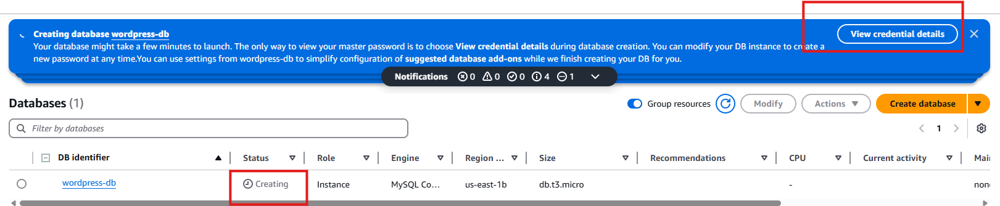 Creating database wordpress-db
View credential details
Your database might take a few minutes to launch. The only way to view your master password is to choose View credential details during database creation. You can modify your DB instance to create a
new password at any time.You can use settings from wordpress-db to simplify configuration of suggested database add-ons while we finish creating your DB for you.
Notifications 0 0 0 4 1
Databases (1)
Group resources
Modify
Actions
Create database
Filter by databases
1
DB identifier Status Role Engine Region ... Size Recommendations CPU Current activity Mai
wordpress-db Creating Instance MySQL Co... us-east-1b db.t3.micro - none